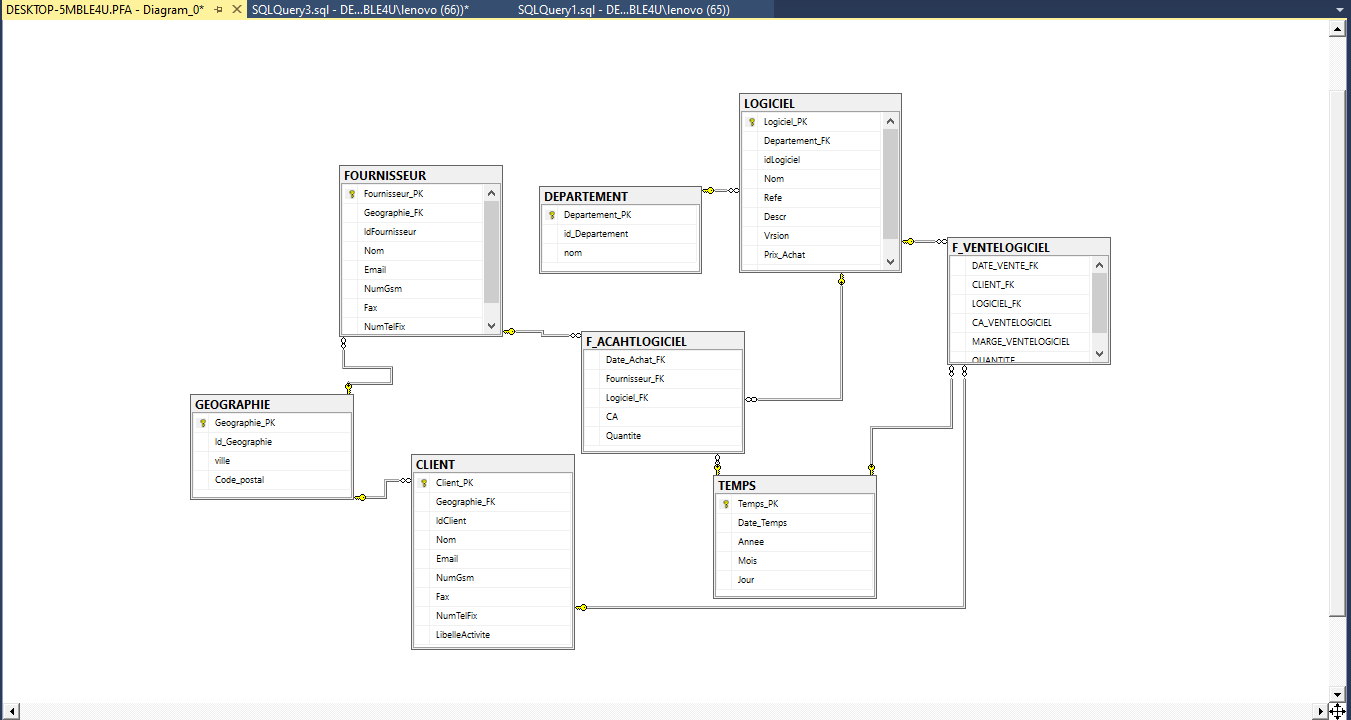 DESKTOP-5MBLE4U.PFA - Diagram_0*
SQLQuery3.sql - DE...BLE4U\lenovo (66))*
SQLQuery1.sql - DE...BLE4U\lenovo (65))
LOGICIEL
Logiciel_PK
Departement_FK
idLogiciel
Nom
Refe
Descr
Vrsion
Prix_Achat
FOURNISSEUR
Fournisseur_PK
Geographie_FK
IdFournisseur
Nom
Email
NumGsm
Fax
NumTelFix
DEPARTEMENT
Departement_PK
id_Departement
nom
F_VENTELOGICIEL
DATE_VENTE_FK
CLIENT_FK
LOGICIEL_FK
CA_VENTELOGICIEL
MARGE_VENTELOGICIEL
QUANTITE
F_ACAHTLOGICIEL
Date_Achat_FK
Fournisseur_FK
Logiciel_FK
CA
Quantite
GEOGRAPHIE
Geographie_PK
Id_Geographie
ville
Code_postal
CLIENT
Client_PK
Geographie_FK
IdClient
Nom
Email
NumGsm
Fax
NumTelFix
LibelleActivite
TEMPS
Temps_PK
Date_Temps
Annee
Mois
Jour